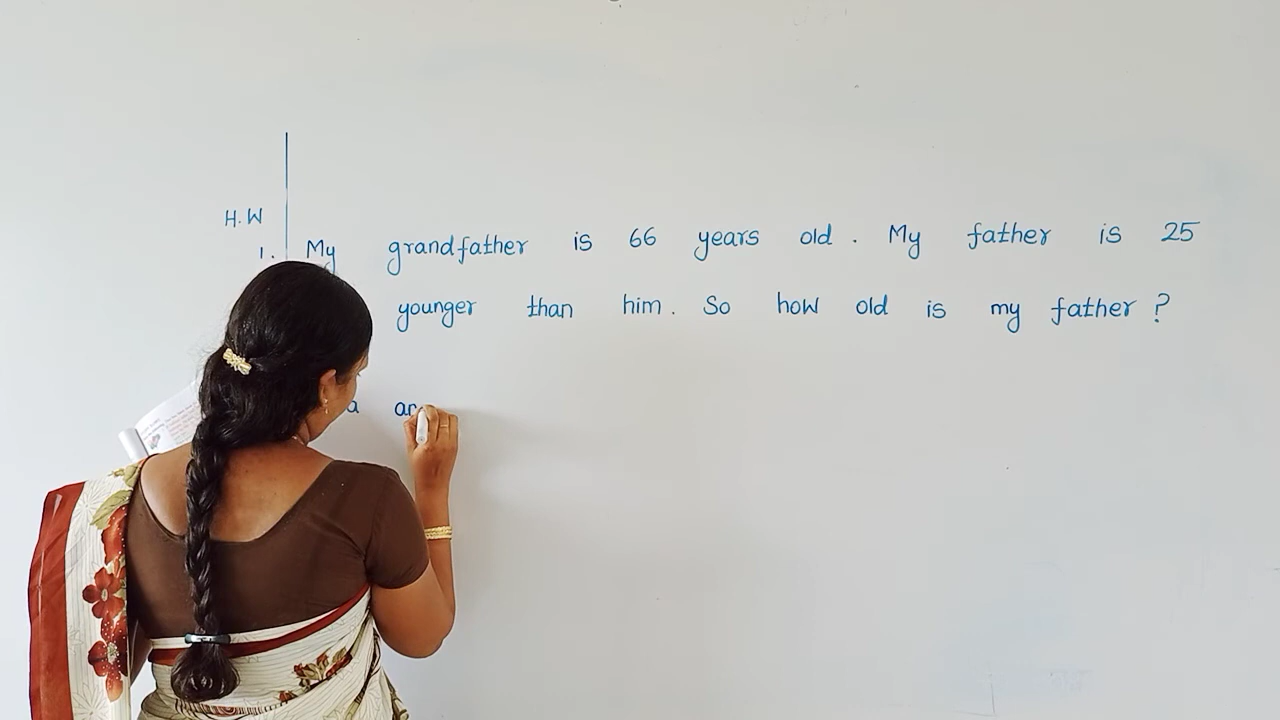 H.W
1. My grandfather is 66 years old. My father is 25
younger than him. So how old is my father?